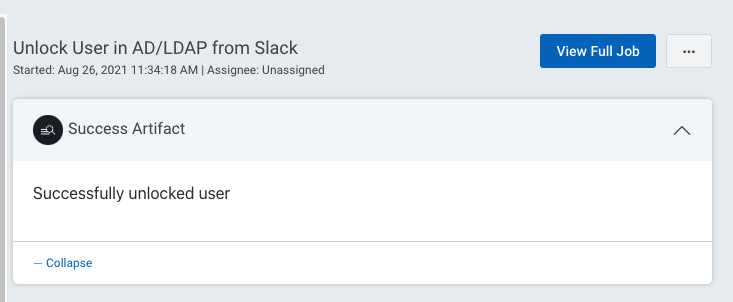 Unlock User in AD/LDAP from Slack
Started: Aug 26, 2021 11:34:18 AM | Assignee: Unassigned
View Full Job
...
Success Artifact
Successfully unlocked user
— Collapse